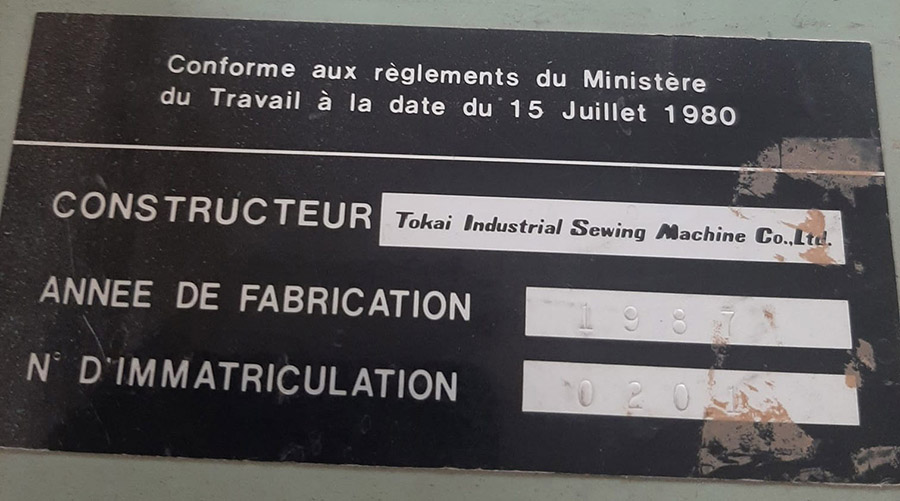 Conforme aux règlements du Ministère
du Travail à la date du 15 Juillet 1980
CONSTRUCTEUR Tokai Industrial Sewing Machine Co.,Ltd.
ANNEE DE FABRICATION 1987
N° D'IMMATRICULATION 0201